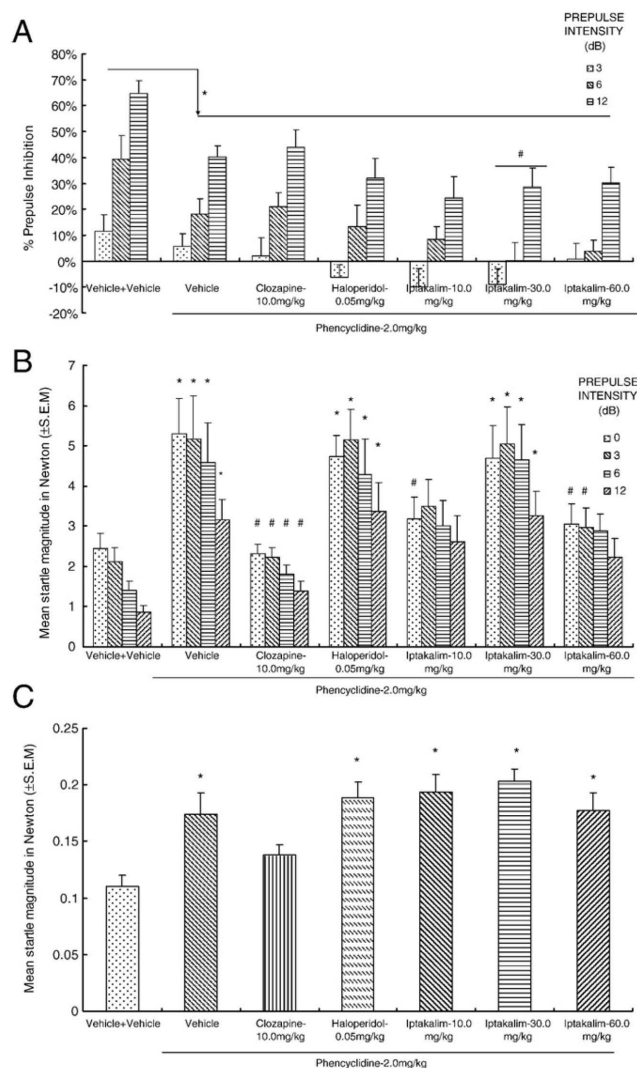 A
PREPULSE
INTENSITY
(dB)
3
6
12
80%
70%
60%
50%
40%
30%
20%
10%
0%
-10%
-20%
% Prepulse Inhibition
*
#
Vehicle+Vehicle
Vehicle
Clozapine-
10.0mg/kg
Haloperidol-
0.05mg/kg
Iptakalim-10.0
mg/kg
Iptakalim-30.0
mg/kg
Iptakalim-60.0
mg/kg
Phencyclidine-2.0mg/kg
B
PREPULSE
INTENSITY
(dB)
0
3
6
12
7
6
5
4
3
2
1
0
Mean startle magnitude in Newton (±S.E.M)
* * * *
# # # #
* * * *
#
* * * *
# #
Vehicle+Vehicle
Vehicle
Clozapine-
10.0mg/kg
Haloperidol-
0.05mg/kg
Iptakalim-10.0
mg/kg
Iptakalim-30.0
mg/kg
Iptakalim-60.0
mg/kg
Phencyclidine-2.0mg/kg
C
0.25
0.2
0.15
0.1
0.05
0
Mean startle magnitude in Newton (±S.E.M)
* * * * *
Vehicle+Vehicle
Vehicle
Clozapine-
10.0mg/kg
Haloperidol-
0.05mg/kg
Iptakalim-10.0
mg/kg
Iptakalim-30.0
mg/kg
Iptakalim-60.0
mg/kg
Phencyclidine-2.0mg/kg